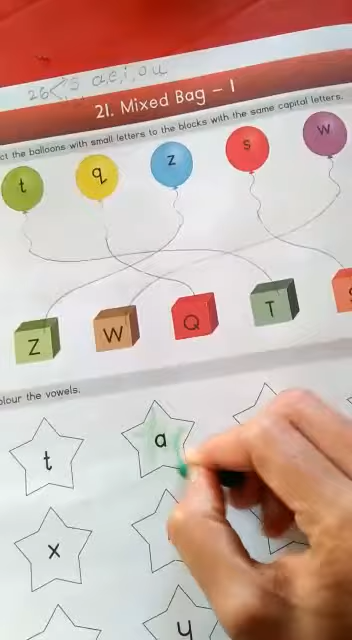 26 a,e,i,o u
21. Mixed Bag – 1
ct the balloons with small letters to the blocks with the same capital letters.
t q z s w
Z W Q T S
olour the vowels.
t a
x
y